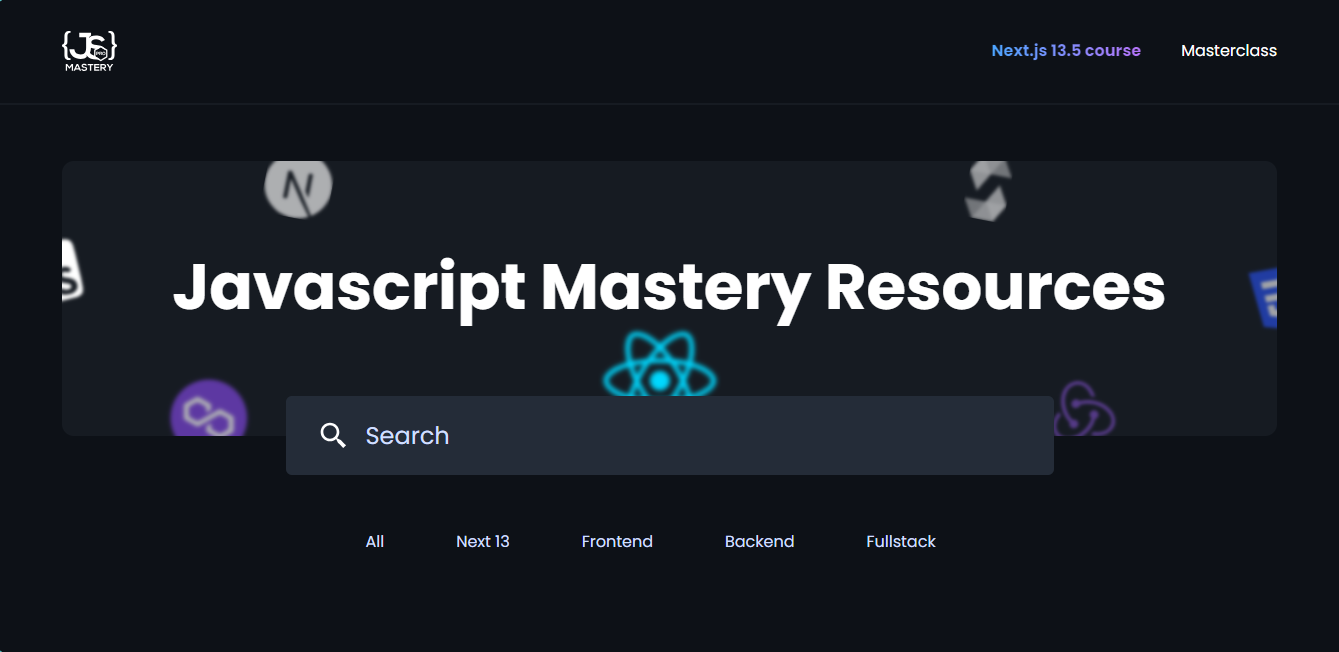 {JS}
PRO
MASTERY
Next.js 13.5 course
Masterclass
N
S
Javascript Mastery Resources
Search
All
Next 13
Frontend
Backend
Fullstack